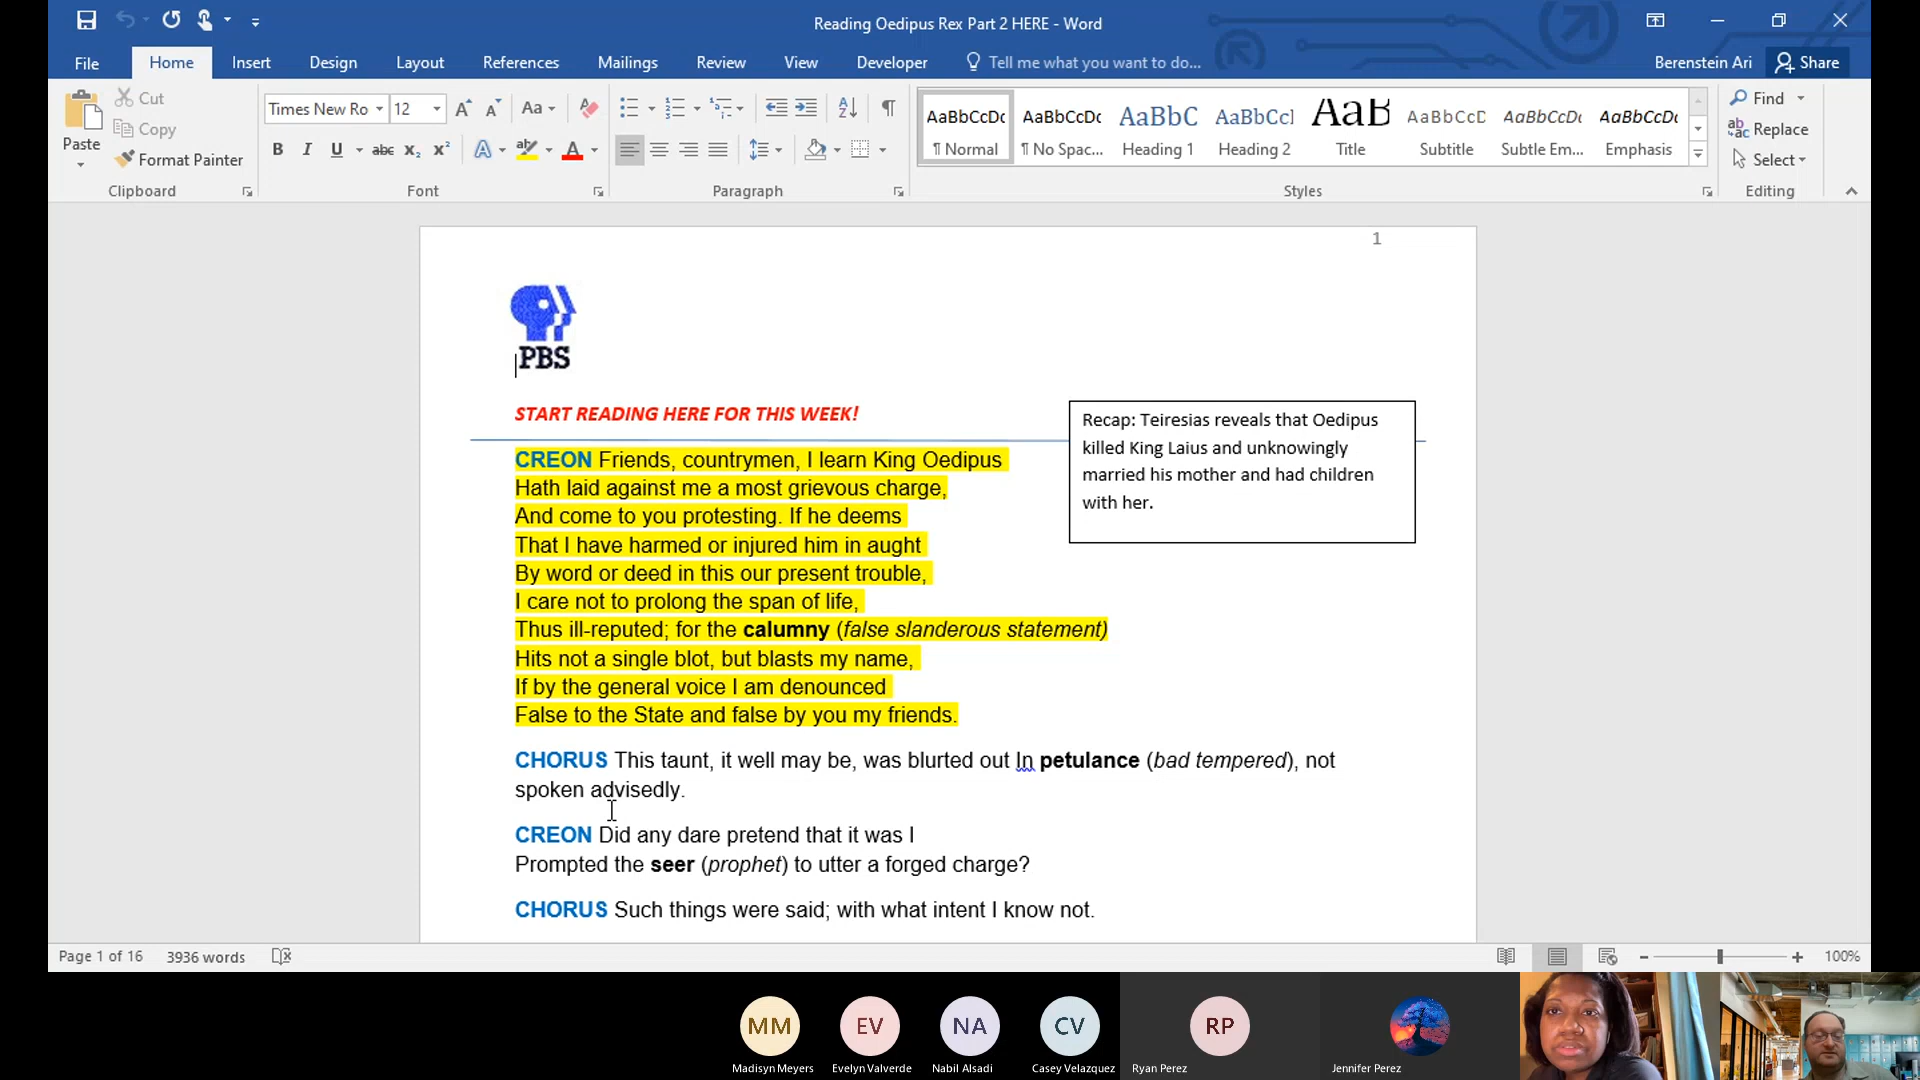 Reading Oedipus Rex Part 2 HERE - Word
File Home Insert Design Layout References Mailings Review View Developer Tell me what you want to do... Berenstein Ari Share
Paste
Cut
Copy
Format Painter
Clipboard
Times New Ro 12
Aa
B I U abc X₂ X²
A A
Font
Paragraph
AaBbCcDc AaBbCcDc AaBbC AaBbCcI AaB AaBbCcD AaBbCcDc AaBbCcDc
¶ Normal ¶ No Spac... Heading 1 Heading 2 Title Subtitle Subtle Em... Emphasis
Styles
Find
Replace
Select
Editing
1
PBS
START READING HERE FOR THIS WEEK!
Recap: Teiresias reveals that Oedipus
killed King Laius and unknowingly
married his mother and had children
with her.
CREON Friends, countrymen, I learn King Oedipus
Hath laid against me a most grievous charge,
And come to you protesting. If he deems
That I have harmed or injured him in aught
By word or deed in this our present trouble,
I care not to prolong the span of life,
Thus ill-reputed; for the calumny (false slanderous statement)
Hits not a single blot, but blasts my name,
If by the general voice I am denounced
False to the State and false by you my friends.
CHORUS This taunt, it well may be, was blurted out In petulance (bad tempered), not
spoken advisedly.
CREON Did any dare pretend that it was I
Prompted the seer (prophet) to utter a forged charge?
CHORUS Such things were said; with what intent I know not.
Page 1 of 16 3936 words 100%
MM EV NA CV RP
Madisyn Meyers Evelyn Valverde Nabil Alsadi Casey Velazquez Ryan Perez Jennifer Perez